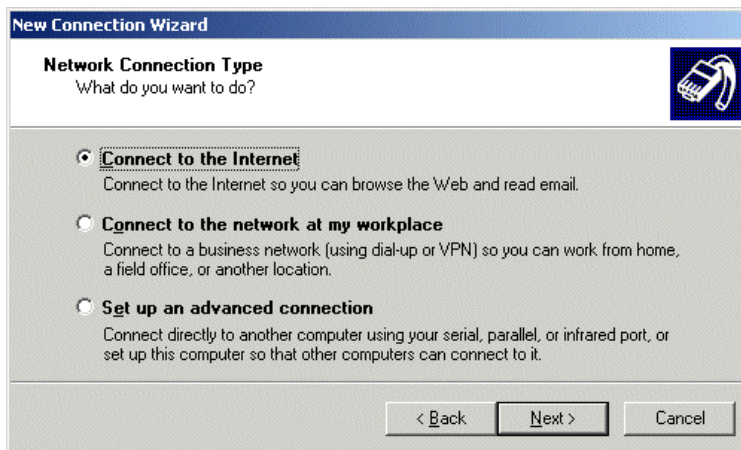 New Connection Wizard
Network Connection Type
What do you want to do?
Connect to the Internet
Connect to the Internet so you can browse the Web and read email.
Connect to the network at my workplace
Connect to a business network (using dial-up or VPN) so you can work from home,
a field office, or another location.
Set up an advanced connection
Connect directly to another computer using your serial, parallel, or infrared port, or
set up this computer so that other computers can connect to it.
< Back Next > Cancel